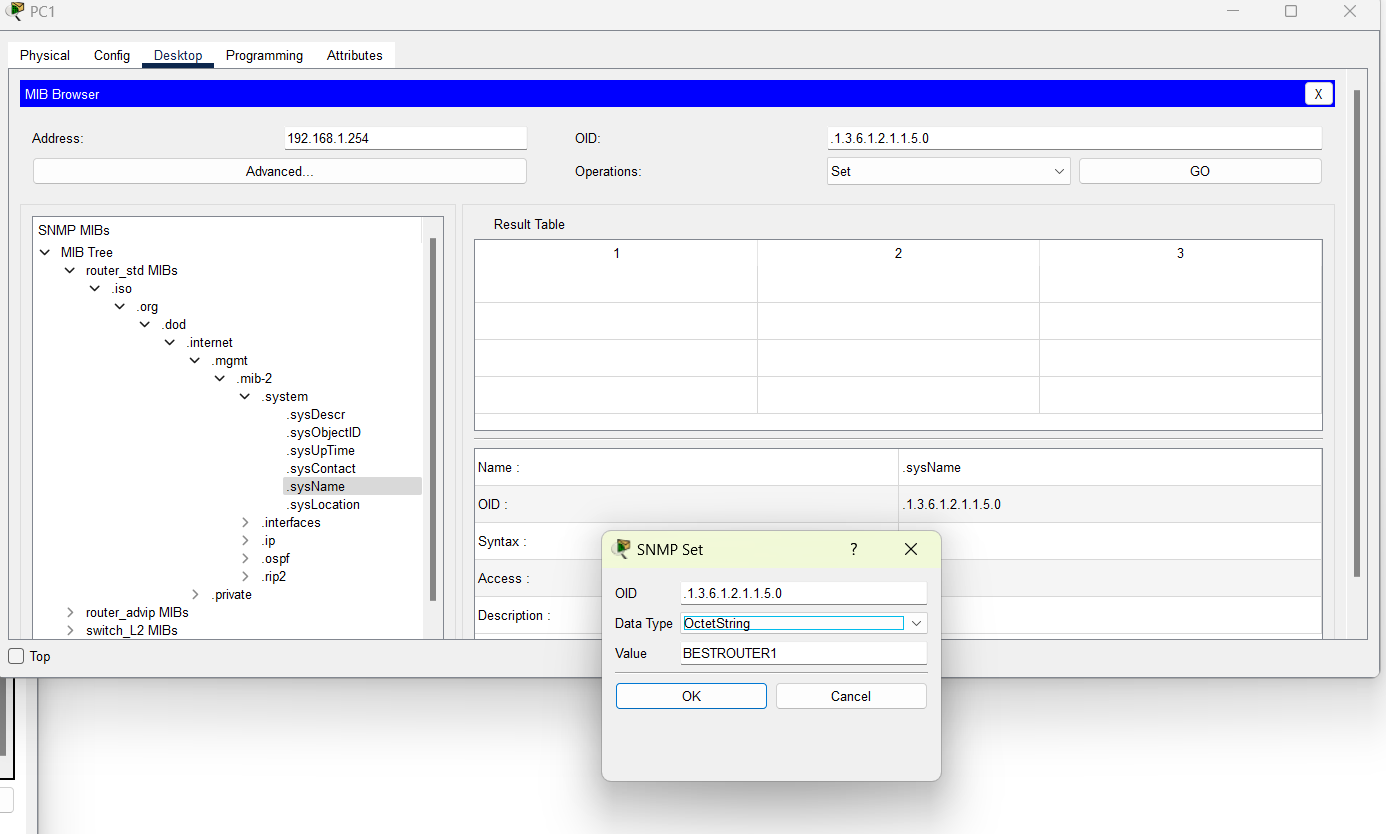 PC1
Physical Config Desktop Programming Attributes
MIB Browser X
Address: 192.168.1.254 OID: .1.3.6.1.2.1.1.5.0
Advanced... Operations: Set GO
SNMP MIBs
MIB Tree
router_std MIBs
.iso
.org
.dod
.internet
.mgmt
.mib-2
.system
.sysDescr
.sysObjectID
.sysUpTime
.sysContact
.sysName
.sysLocation
.interfaces
.ip
.ospf
.rip2
.private
router_advip MIBs
switch_L2 MIBs
Result Table
1 2 3
Name : .sysName
OID : .1.3.6.1.2.1.1.5.0
Syntax :
Access :
Description :
Top
SNMP Set ?
OID .1.3.6.1.2.1.1.5.0
Data Type OctetString
Value BESTROUTER1
OK Cancel